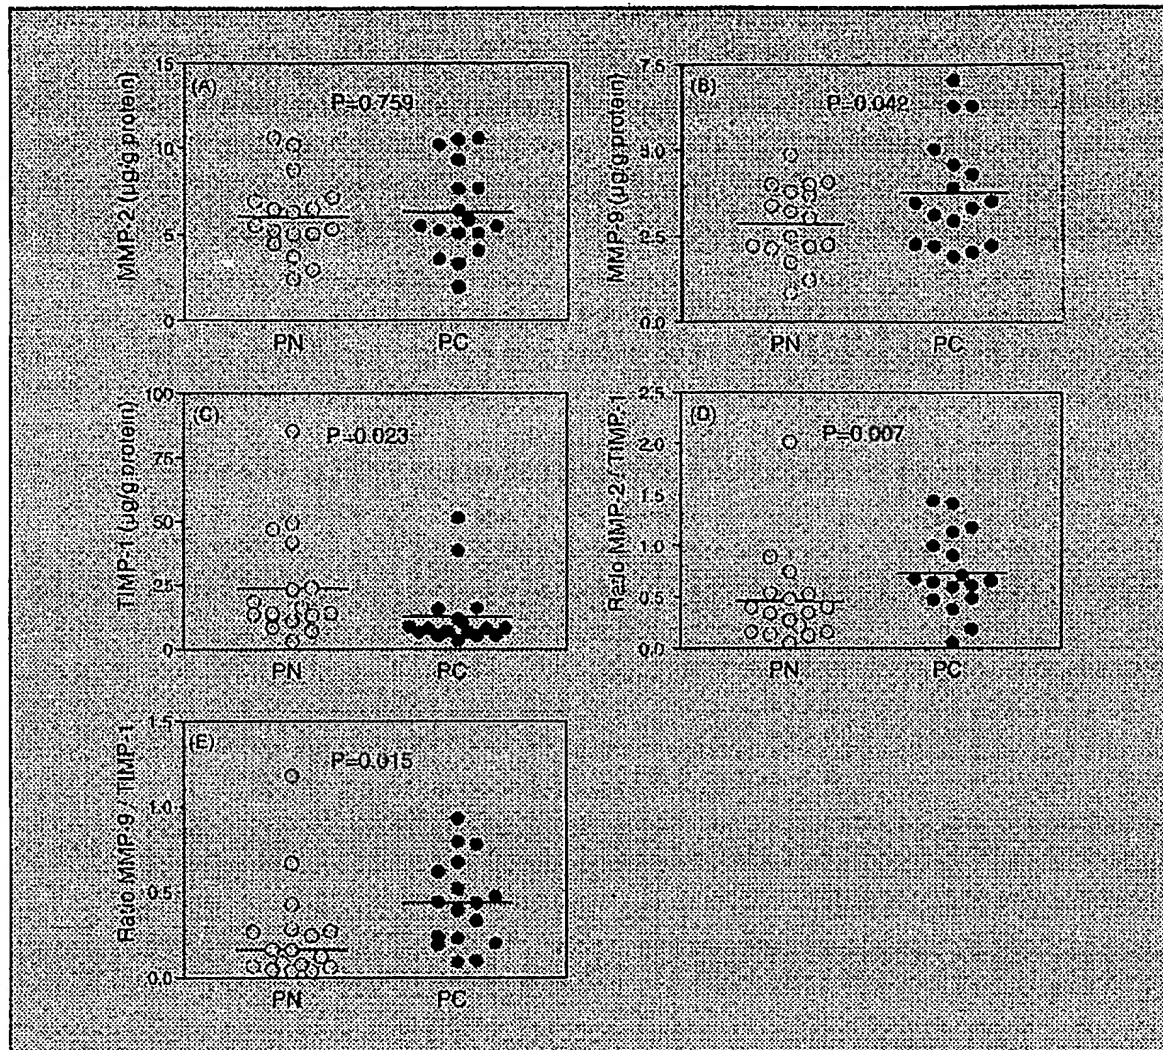 (A)
P=0.759
MMP-2 (µg/g protein)
15
10
5
0
PN PC
(B)
P=0.042
MMP-9 (µg/g protein)
7.5
5.0
2.5
0.0
PN PC
(C)
P=0.023
TIMP-1 (µg/g protein)
100
75
50
25
0
PN PC
(D)
P=0.007
Ratio MMP-2 / TIMP-1
2.5
2.0
1.5
1.0
0.5
0.0
PN PC
(E)
P=0.015
Ratio MMP-9 / TIMP-1
1.5
1.0
0.5
0.0
PN PC